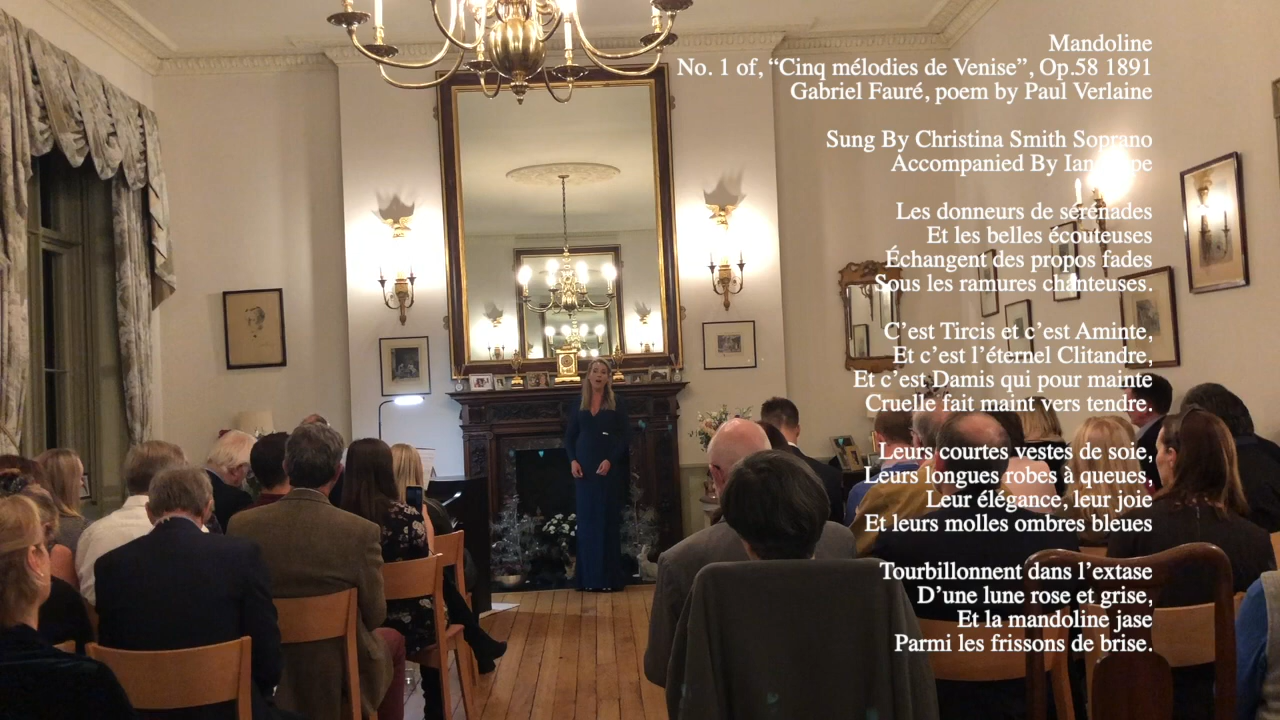 Mandoline
No. 1 of, “Cinq mélodies de Venise”, Op.58 1891
Gabriel Fauré, poem by Paul Verlaine
Sung By Christina Smith Soprano
Accompanied By Ian
Les donneurs de sérénades
Et les belles écouteuses
Échangent des propos fades
Sous les ramures chanteuses.
C’est Tircis et c’est Aminte,
Et c’est l’éternel Clitandre,
Et c’est Damis qui pour mainte
Cruelle fait maint vers tendre.
Leurs courtes vestes de soie,
Leurs longues robes à queues,
Leur élégance, leur joie
Et leurs molles ombres bleues
Tourbillonnent dans l’extase
D’une lune rose et grise,
Et la mandoline jase
Parmi les frissons de brise.